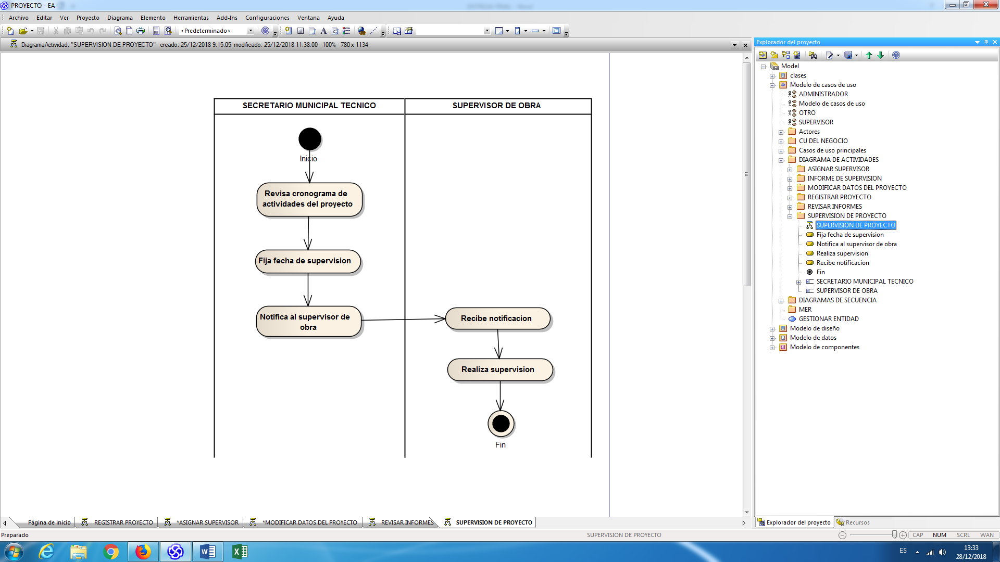 PROYECTO - EA
Archivo Editar Ver Proyecto Diagrama Elemento Herramientas Add-Ins Configuraciones Ventana Ayuda
<Predeterminado>
DiagramaActividad: "SUPERVISION DE PROYECTO" creado: 25/12/2018 9:15:05 modificado: 25/12/2018 11:38:00 100% 780 x 1134
SECRETARIO MUNICIPAL TECNICO
SUPERVISOR DE OBRA
Inicio
Revisa cronograma de
actividades del proyecto
Fija fecha de supervision
Notifica al supervisor de
obra
Recibe notificacion
Realiza supervision
Fin
Explorador del proyecto
Model
clases
Modelo de casos de uso
ADMINISTRADOR
Modelo de casos de uso
OTRO
SUPERVISOR
Actores
CU DEL NEGOCIO
Casos de uso principales
DIAGRAMA DE ACTIVIDADES
ASIGNAR SUPERVISOR
INFORME DE SUPERVISION
MODIFICAR DATOS DEL PROYECTO
REGISTRAR PROYECTO
REVISAR INFORMES
SUPERVISION DE PROYECTO
SUPERVISION DE PROYECTO
Fija fecha de supervision
Notifica al supervisor de obra
Realiza supervision
Recibe notificacion
Fin
SECRETARIO MUNICIPAL TECNICO
SUPERVISOR DE OBRA
DIAGRAMAS DE SECUENCIA
MER
GESTIONAR ENTIDAD
Modelo de diseño
Modelo de datos
Modelo de componentes
Página de inicio REGISTRAR PROYECTO *ASIGNAR SUPERVISOR *MODIFICAR DATOS DEL PROYECTO REVISAR INFORMES SUPERVISION DE PROYECTO
Explorador del proyecto Recursos
Preparado SUPERVISION DE PROYECTO CAP NUM SCRL WAN
ES
13:33
28/12/2018